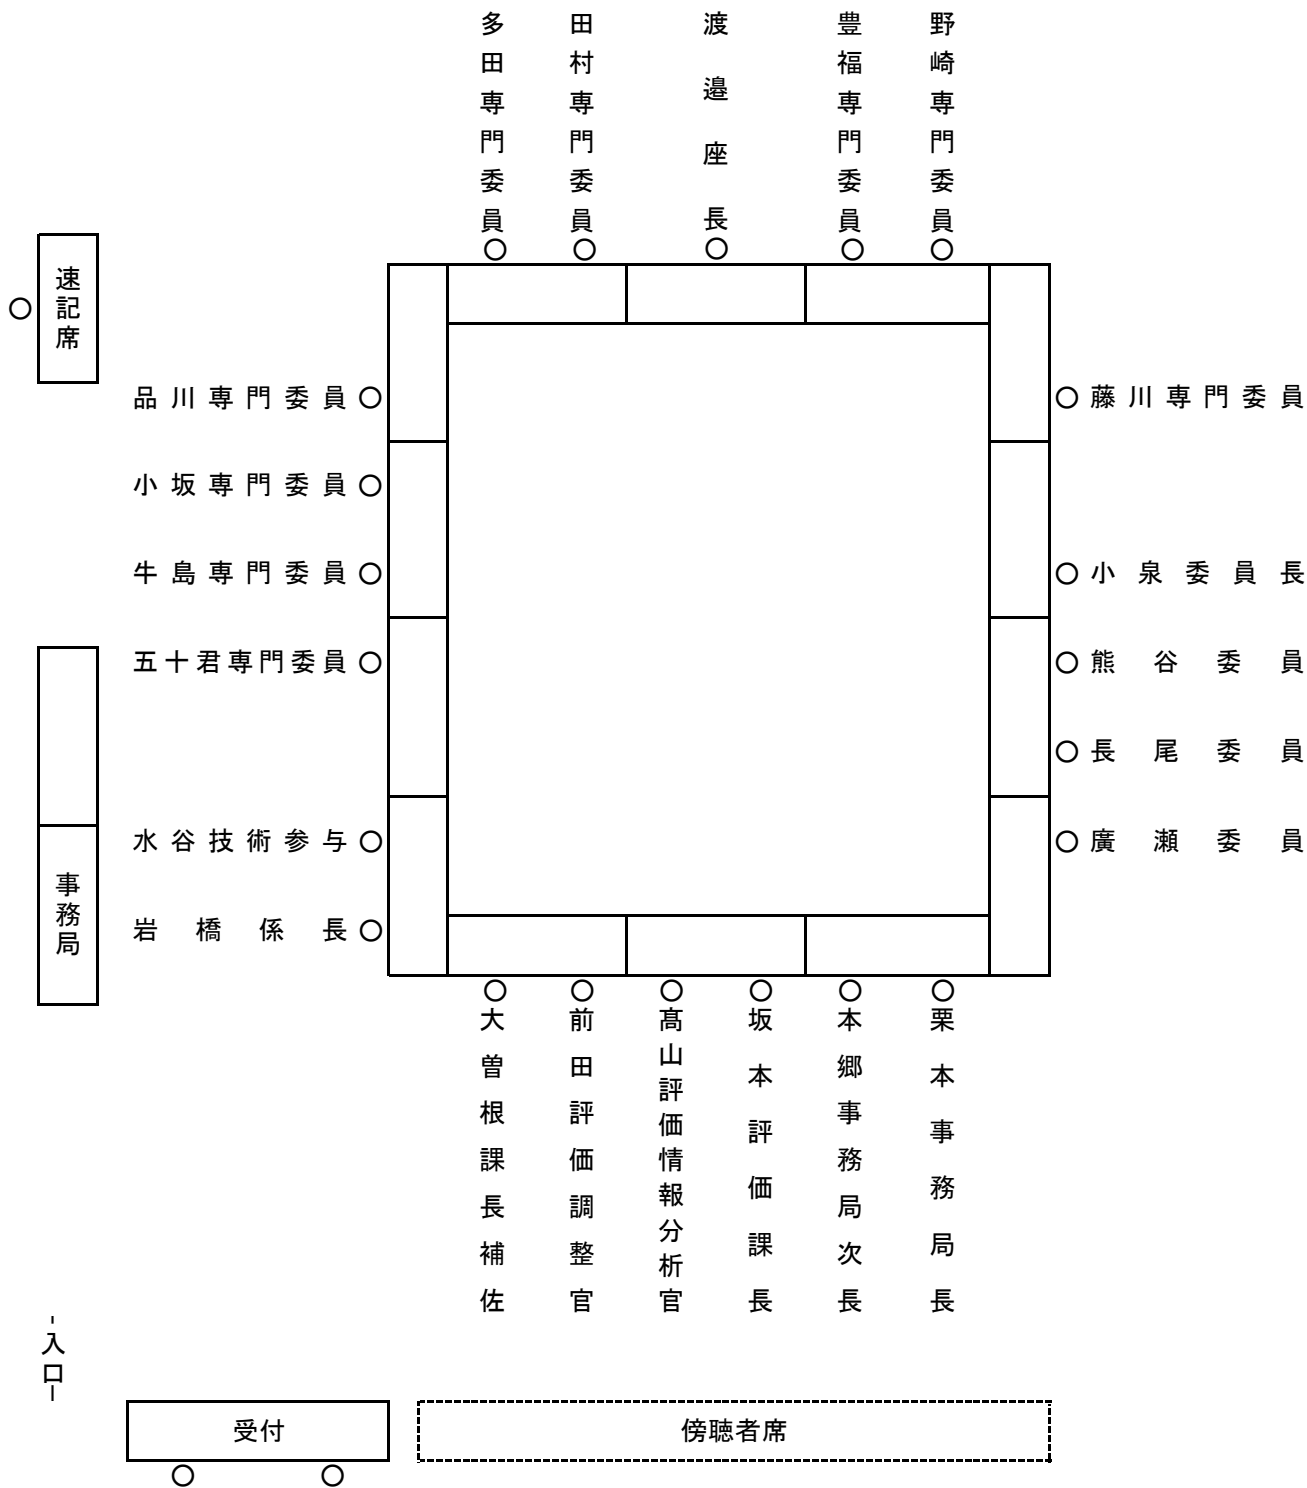 多田専門委員
田村専門委員
渡邉座長
豊福専門委員
野崎専門委員
速記席
品川専門委員
藤川専門委員
小坂専門委員
牛島専門委員
小泉委員長
五十君専門委員
熊谷委員
長尾委員
水谷技術参与
廣瀬委員
事務局
岩橋係長
大曽根課長補佐
前田評価調整官
髙山評価情報分析官
坂本評価課長
本郷事務局次長
栗本事務局長
入口
受付
傍聴者席